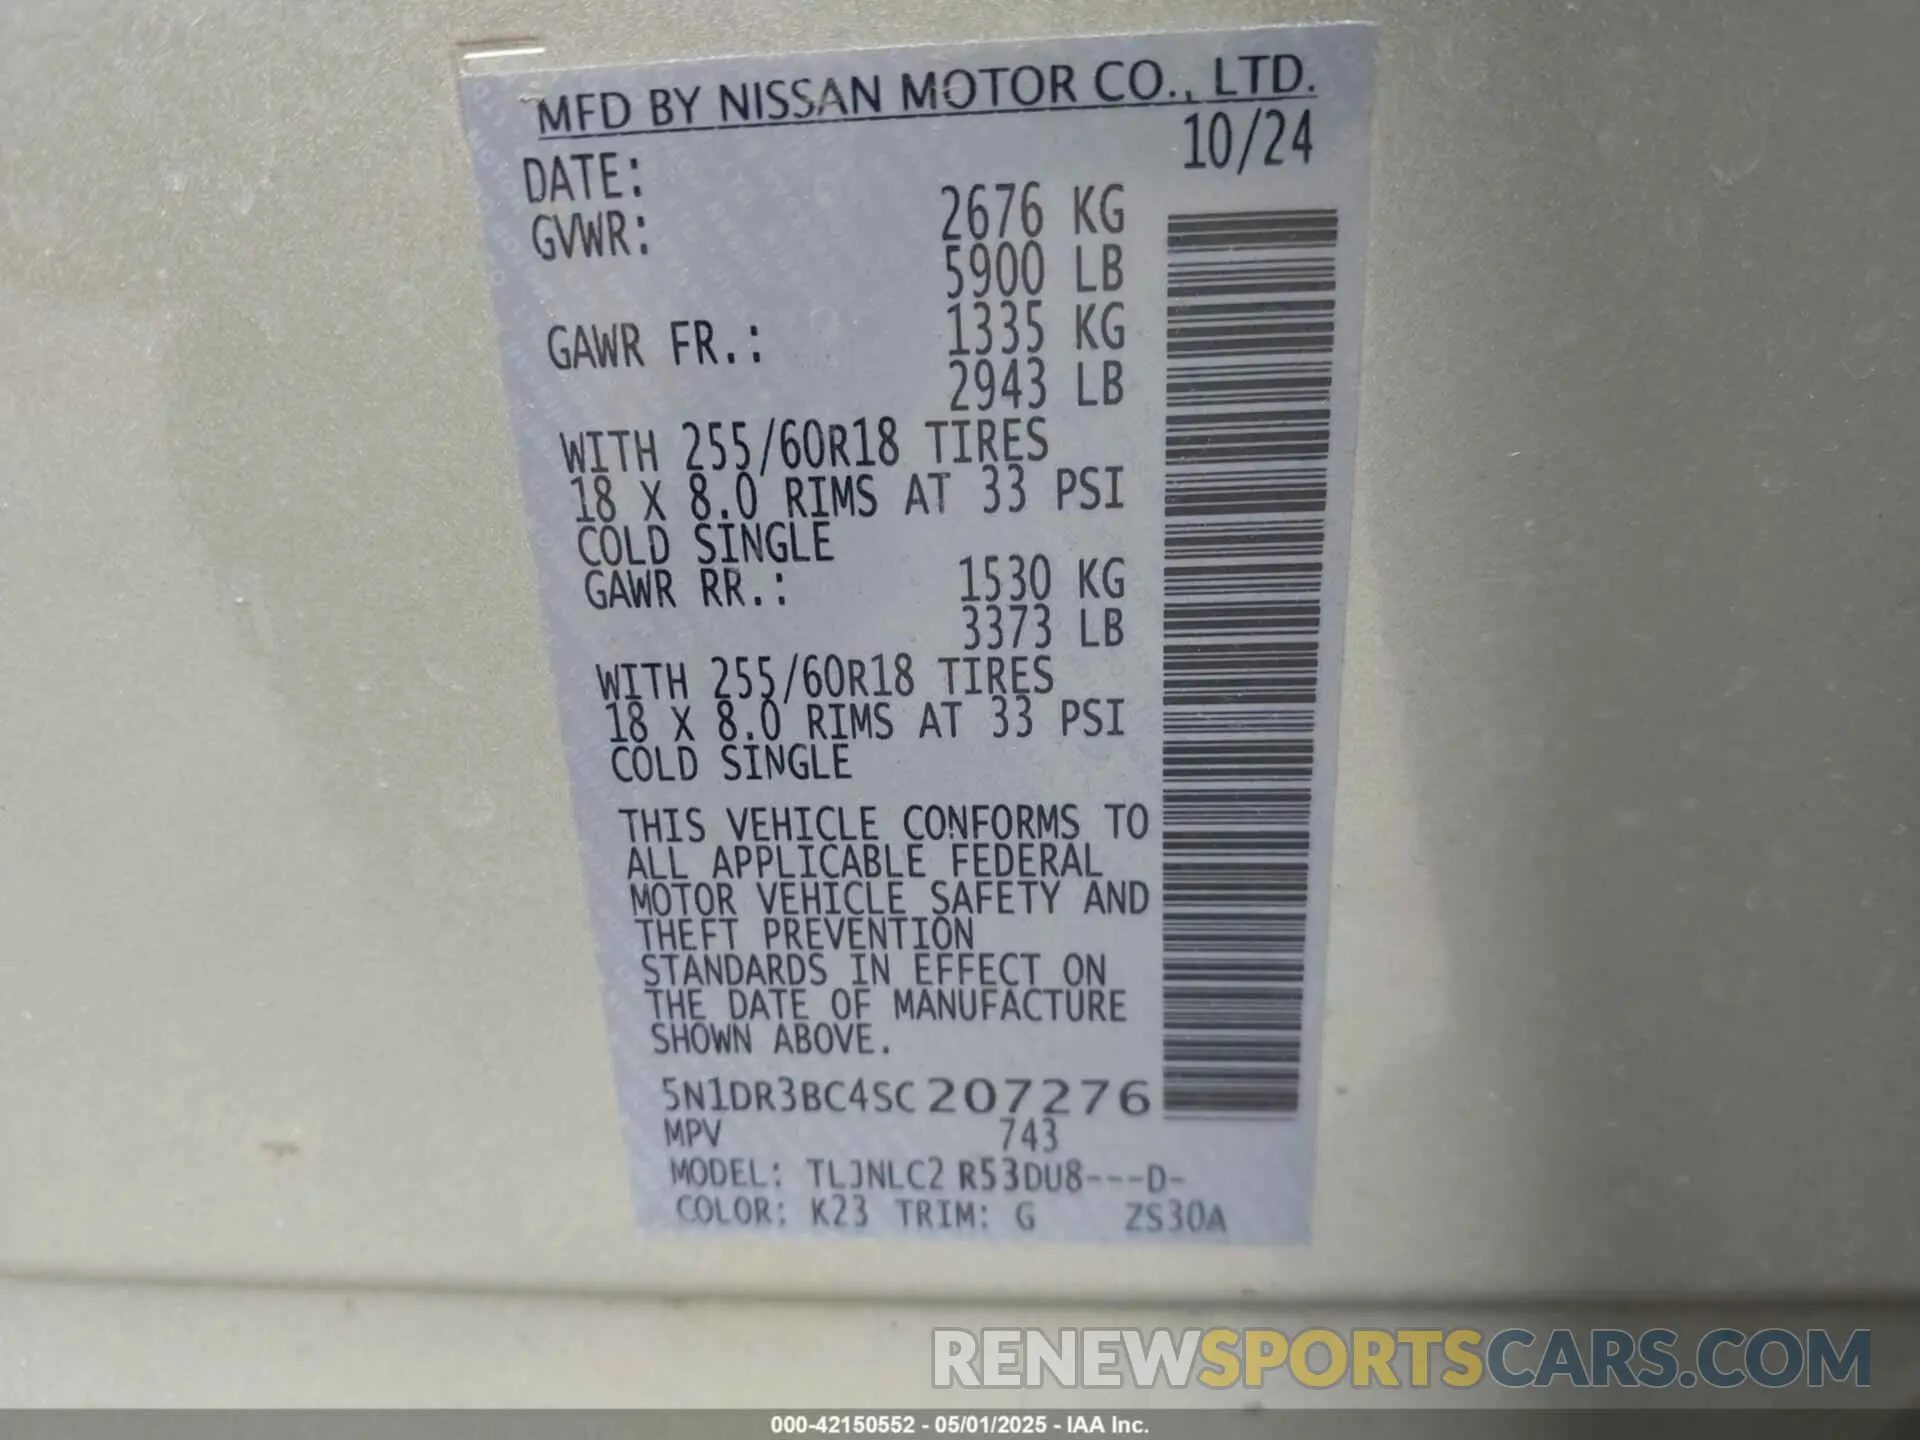 MFD BY NISSAN MOTOR CO., LTD.
DATE: 10/24
GVWR: 2676 KG
5900 LB
GAWR FR.: 1335 KG
2943 LB
WITH 255/60R18 TIRES
18 X 8.0 RIMS AT 33 PSI
COLD SINGLE
GAWR RR.: 1530 KG
3373 LB
WITH 255/60R18 TIRES
18 X 8.0 RIMS AT 33 PSI
COLD SINGLE
THIS VEHICLE CONFORMS TO
ALL APPLICABLE FEDERAL
MOTOR VEHICLE SAFETY AND
THEFT PREVENTION
STANDARDS IN EFFECT ON
THE DATE OF MANUFACTURE
SHOWN ABOVE.
5N1DR3BC4SC207276
MPV 743
MODEL: TLJNLC2 R53DU8---D-
COLOR: K23 TRIM: G ZS30A
RENEWSPORTSCARS.COM
000-42150552 - 05/01/2025 - IAA Inc.